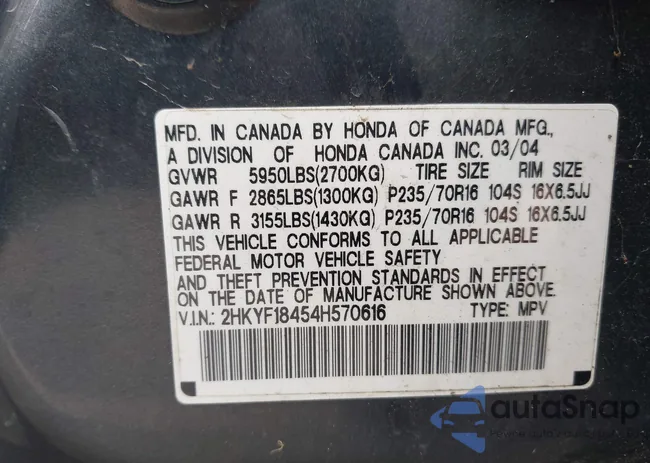 MFD. IN CANADA BY HONDA OF CANADA MFG.,
A DIVISION OF HONDA CANADA INC. 03/04
GVWR 5950LBS(2700KG) TIRE SIZE RIM SIZE
GAWR F 2865LBS(1300KG) P235/70R16 104S 16X6.5JJ
GAWR R 3155LBS(1430KG) P235/70R16 104S 16X6.5JJ
THIS VEHICLE CONFORMS TO ALL APPLICABLE
FEDERAL MOTOR VEHICLE SAFETY
AND THEFT PREVENTION STANDARDS IN EFFECT
ON THE DATE OF MANUFACTURE SHOWN ABOVE.
V.I.N.: 2HKYF18454H570616 TYPE: MPV
autaSnap